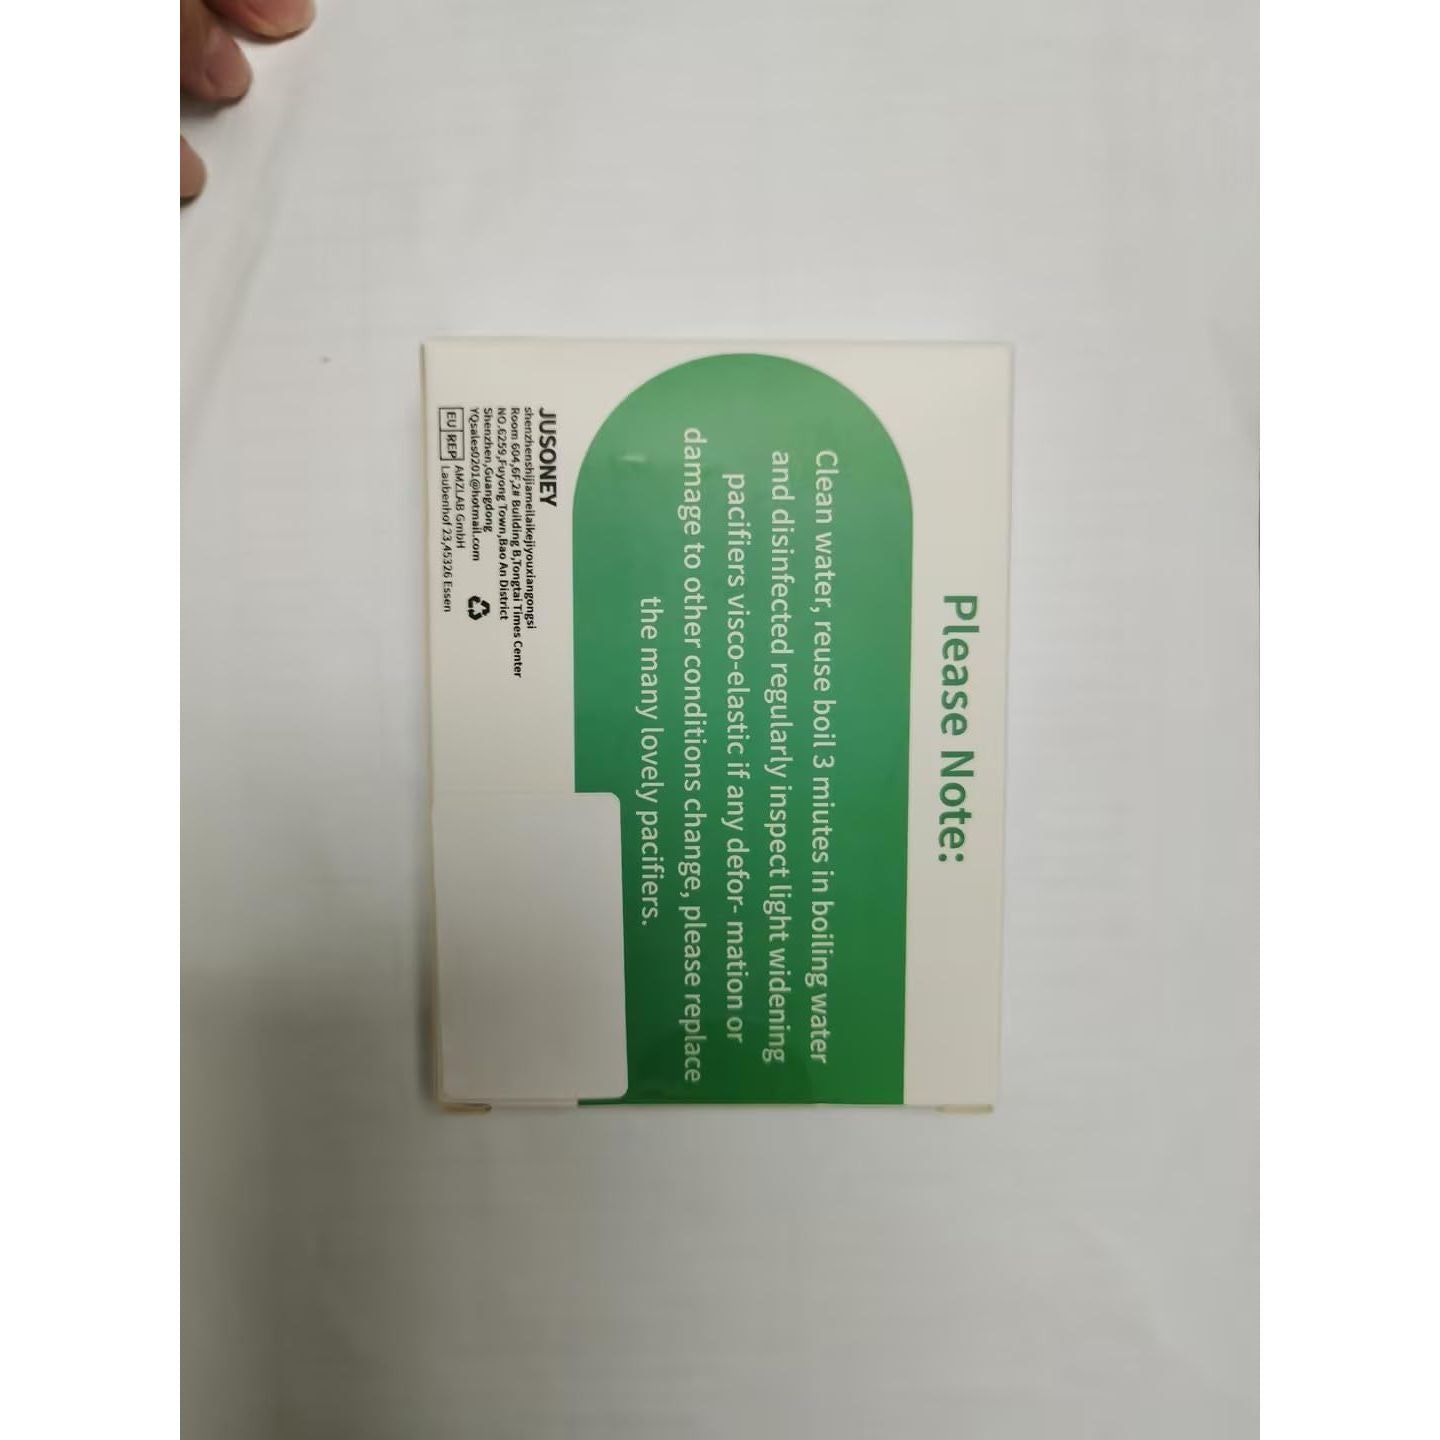 Please Note:
Clean water, reuse boil 3 miutes in boiling water
and disinfected regularly inspect light widening
pacifiers visco-elastic if any defor- mation or
damage to other conditions change, please replace
the many lovely pacifiers.
JUSONEY
shenzhenshijiameilaikejiyouxiangongsi
Room 604,6F,2# Building B,Tongtai Times Center
NO.6259,Fuyong Town,Bao An District
Shenzhen,Guangdong
YQsales0201@hotmail.com
EU REP AMZLAB GmbH
Laubenhof 23,45326 Essen